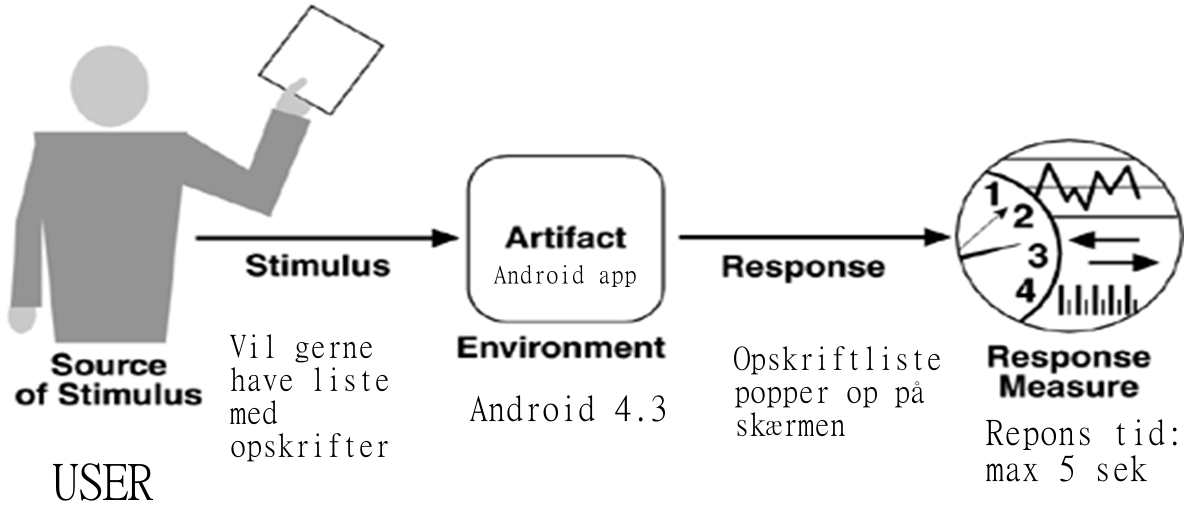 Source
of Stimulus
USER
Stimulus
Vil gerne
have liste
med
opskrifter
Artifact
Android app
Environment
Android 4.3
Response
Opskriftliste
popper op på
skærmen
1
2
3
4
Response
Measure
Repons tid:
max 5 sek